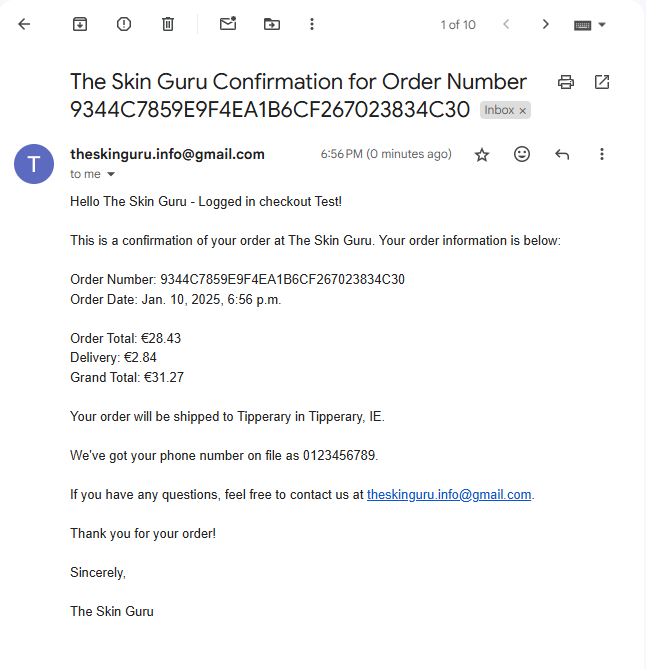 1 of 10
The Skin Guru Confirmation for Order Number
9344C7859E9F4EA1B6CF267023834C30 Inbox ×
T
theskinguru.info@gmail.com 6:56 PM (0 minutes ago)
to me
Hello The Skin Guru - Logged in checkout Test!
This is a confirmation of your order at The Skin Guru. Your order information is below:
Order Number: 9344C7859E9F4EA1B6CF267023834C30
Order Date: Jan. 10, 2025, 6:56 p.m.
Order Total: €28.43
Delivery: €2.84
Grand Total: €31.27
Your order will be shipped to Tipperary in Tipperary, IE.
We've got your phone number on file as 0123456789.
If you have any questions, feel free to contact us at theskinguru.info@gmail.com.
Thank you for your order!
Sincerely,
The Skin Guru